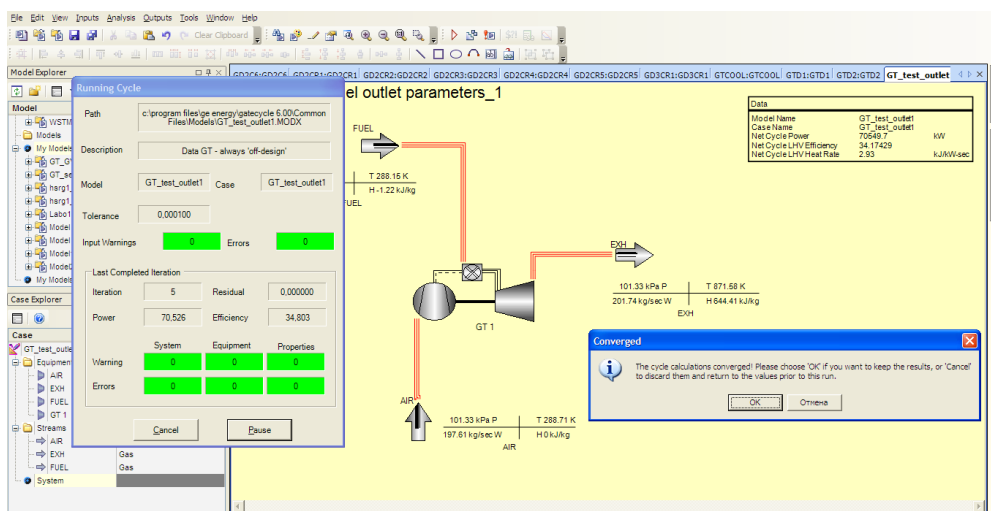 File Edit View Inputs Analysis Outputs Tools Window Help
Clear Clipboard
Model Explorer
GD2C6:GD2C6 GD2CR1:GD2CR1 GD2CR2:GD2CR2 GD2CR3:GD2CR3 GD2CR4:GD2CR4 GD2CR5:GD2CR5 GD3CR1:GD3CR1 GTCOOL:GTCOOL GTD1:GTD1 GTD2:GTD2 GT_test_outlet
Model
WSTM
Models
My Models
GT_G
GT_se
hsrg1_
hsrg1_
Labo1
Model
Model
Model
ModelC
My Models
Case Explorer
Case
GT_test_outle
Equipmen
AIR
EXH
FUEL
GT 1
Streams
AIR
EXH Gas
FUEL Gas
System
Running Cycle
Path c:\program files\ge energy\gatecycle 6.00\Common
Files\Models\GT_test_outlet1.MODX
Description Data GT - always 'off-design'
Model GT_test_outlet1 Case GT_test_outlet1
Tolerance 0,000100
Input Warnings 0 Errors 0
Last Completed Iteration
Iteration 5 Residual 0,000000
Power 70,526 Efficiency 34,803
System Equipment Properties
Warning 0 0 0
Errors 0 0 0
Cancel Pause
el outlet parameters_1
Data
Model Name GT_test_outlet1
Case Name GT_test_outlet1
Net Cycle Power 70549.7 kW
Net Cycle LHV Efficiency 34.17429
Net Cycle LHV Heat Rate 2.93 kJ/kW-sec
FUEL
T 288.15 K
H -1.22 kJ/kg
UEL
EXH
101.33 kPa P T 871.58 K
201.74 kg/sec W H 644.41 kJ/kg
EXH
GT 1
AIR
101.33 kPa P T 288.71 K
197.61 kg/sec W H 0 kJ/kg
AIR
Converged
The cycle calculations converged! Please choose 'OK' if you want to keep the results, or 'Cancel'
to discard them and return to the values prior to this run.
OK Отмена